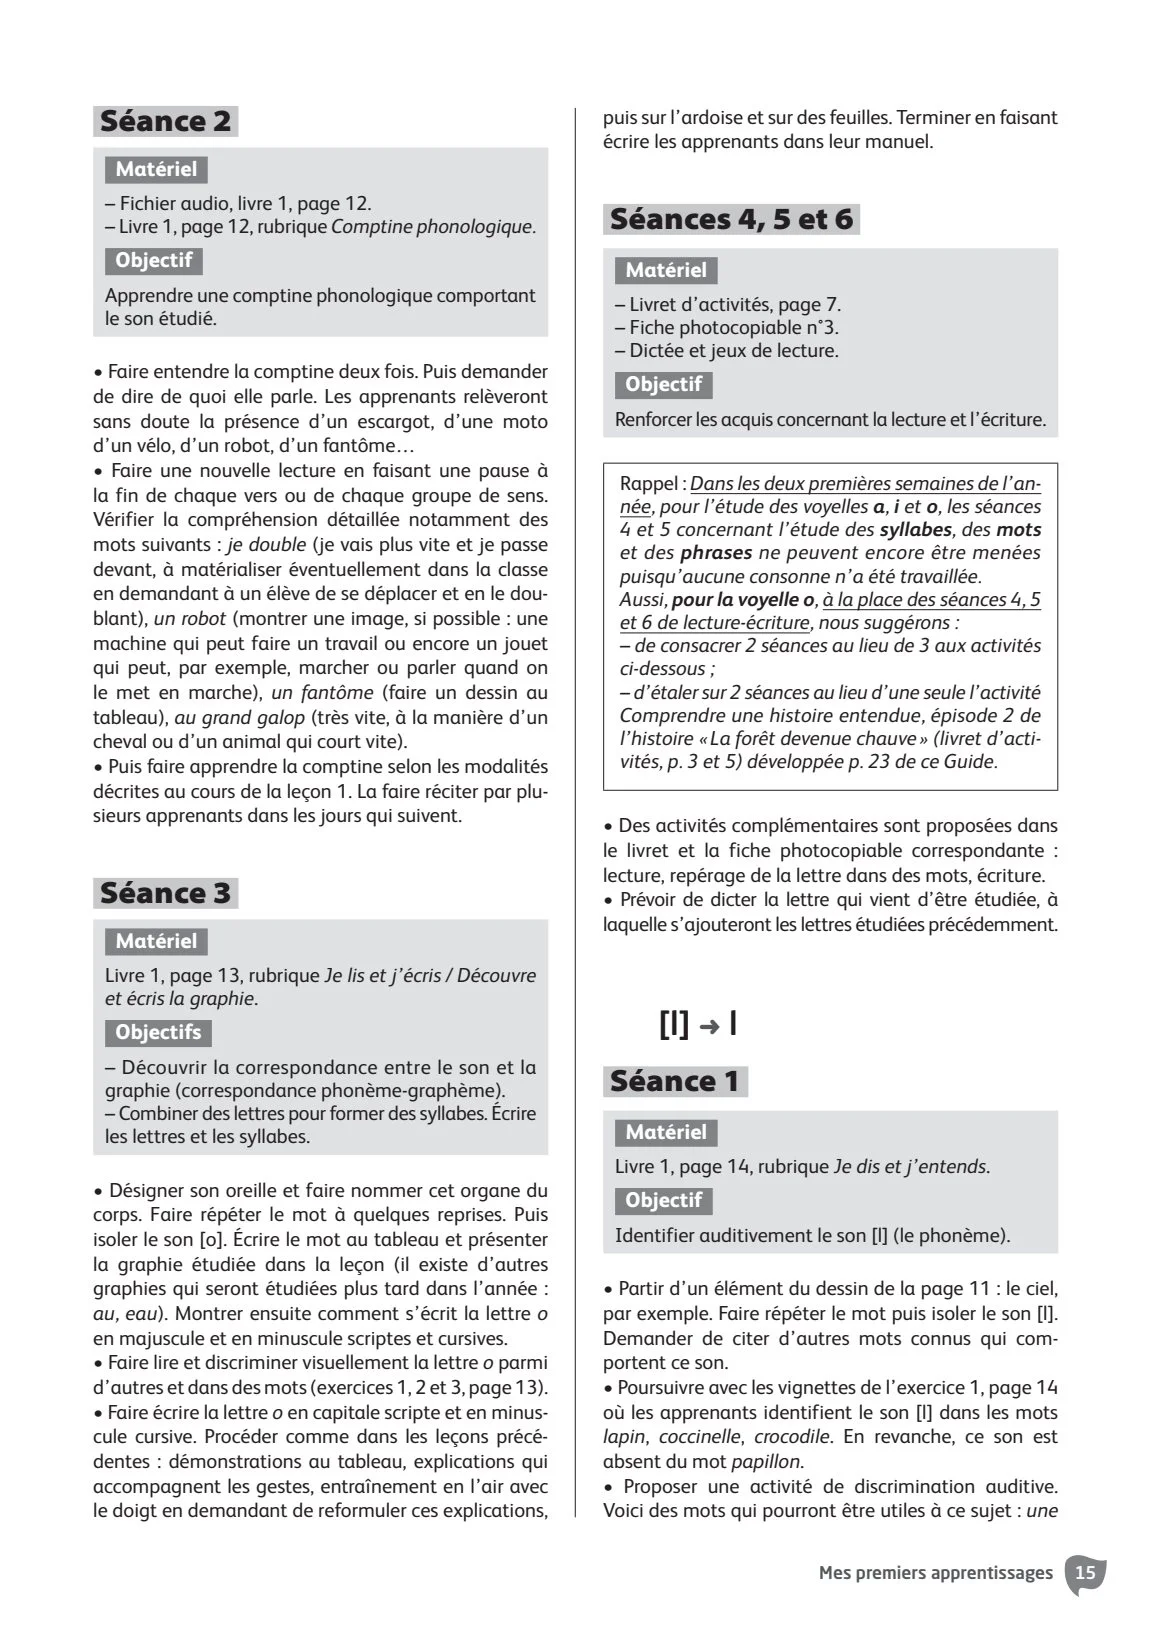 Séance 2
Matériel
– Fichier audio, livre 1, page 12.
– Livre 1, page 12, rubrique Comptine phonologique.
Objectif
Apprendre une comptine phonologique comportant
le son étudié.
• Faire entendre la comptine deux fois. Puis demander
de dire de quoi elle parle. Les apprenants relèveront
sans doute la présence d’un escargot, d’une moto
d’un vélo, d’un robot, d’un fantôme…
• Faire une nouvelle lecture en faisant une pause à
la fin de chaque vers ou de chaque groupe de sens.
Vérifier la compréhension détaillée notamment des
mots suivants : je double (je vais plus vite et je passe
devant, à matérialiser éventuellement dans la classe
en demandant à un élève de se déplacer et en le dou-
blant), un robot (montrer une image, si possible : une
machine qui peut faire un travail ou encore un jouet
qui peut, par exemple, marcher ou parler quand on
le met en marche), un fantôme (faire un dessin au
tableau), au grand galop (très vite, à la manière d’un
cheval ou d’un animal qui court vite).
• Puis faire apprendre la comptine selon les modalités
décrites au cours de la leçon 1. La faire réciter par plu-
sieurs apprenants dans les jours qui suivent.
Séance 3
Matériel
Livre 1, page 13, rubrique Je lis et j’écris / Découvre
et écris la graphie.
Objectifs
– Découvrir la correspondance entre le son et la
graphie (correspondance phonème-graphème).
– Combiner des lettres pour former des syllabes. Écrire
les lettres et les syllabes.
• Désigner son oreille et faire nommer cet organe du
corps. Faire répéter le mot à quelques reprises. Puis
isoler le son [o]. Écrire le mot au tableau et présenter
la graphie étudiée dans la leçon (il existe d’autres
graphies qui seront étudiées plus tard dans l’année :
au, eau). Montrer ensuite comment s’écrit la lettre o
en majuscule et en minuscule scriptes et cursives.
• Faire lire et discriminer visuellement la lettre o parmi
d’autres et dans des mots (exercices 1, 2 et 3, page 13).
• Faire écrire la lettre o en capitale scripte et en minus-
cule cursive. Procéder comme dans les leçons précé-
dentes : démonstrations au tableau, explications qui
accompagnent les gestes, entraînement en l’air avec
le doigt en demandant de reformuler ces explications,
puis sur l’ardoise et sur des feuilles. Terminer en faisant
écrire les apprenants dans leur manuel.
Séances 4, 5 et 6
Matériel
– Livret d’activités, page 7.
– Fiche photocopiable n°3.
– Dictée et jeux de lecture.
Objectif
Renforcer les acquis concernant la lecture et l’écriture.
Rappel : Dans les deux premières semaines de l’an-
née, pour l’étude des voyelles a, i et o, les séances
4 et 5 concernant l’étude des syllabes, des mots
et des phrases ne peuvent encore être menées
puisqu’aucune consonne n’a été travaillée.
Aussi, pour la voyelle o, à la place des séances 4, 5
et 6 de lecture-écriture, nous suggérons :
– de consacrer 2 séances au lieu de 3 aux activités
ci-dessous ;
– d’étaler sur 2 séances au lieu d’une seule l’activité
Comprendre une histoire entendue, épisode 2 de
l’histoire « La forêt devenue chauve » (livret d’acti-
vités, p. 3 et 5) développée p. 23 de ce Guide.
• Des activités complémentaires sont proposées dans
le livret et la fiche photocopiable correspondante :
lecture, repérage de la lettre dans des mots, écriture.
• Prévoir de dicter la lettre qui vient d’être étudiée, à
laquelle s’ajouteront les lettres étudiées précédemment.
[l] → l
Séance 1
Matériel
Livre 1, page 14, rubrique Je dis et j’entends.
Objectif
Identifier auditivement le son [l] (le phonème).
• Partir d’un élément du dessin de la page 11 : le ciel,
par exemple. Faire répéter le mot puis isoler le son [l].
Demander de citer d’autres mots connus qui com-
portent ce son.
• Poursuivre avec les vignettes de l’exercice 1, page 14
où les apprenants identifient le son [l] dans les mots
lapin, coccinelle, crocodile. En revanche, ce son est
absent du mot papillon.
• Proposer une activité de discrimination auditive.
Voici des mots qui pourront être utiles à ce sujet : une
Mes premiers apprentissages 15